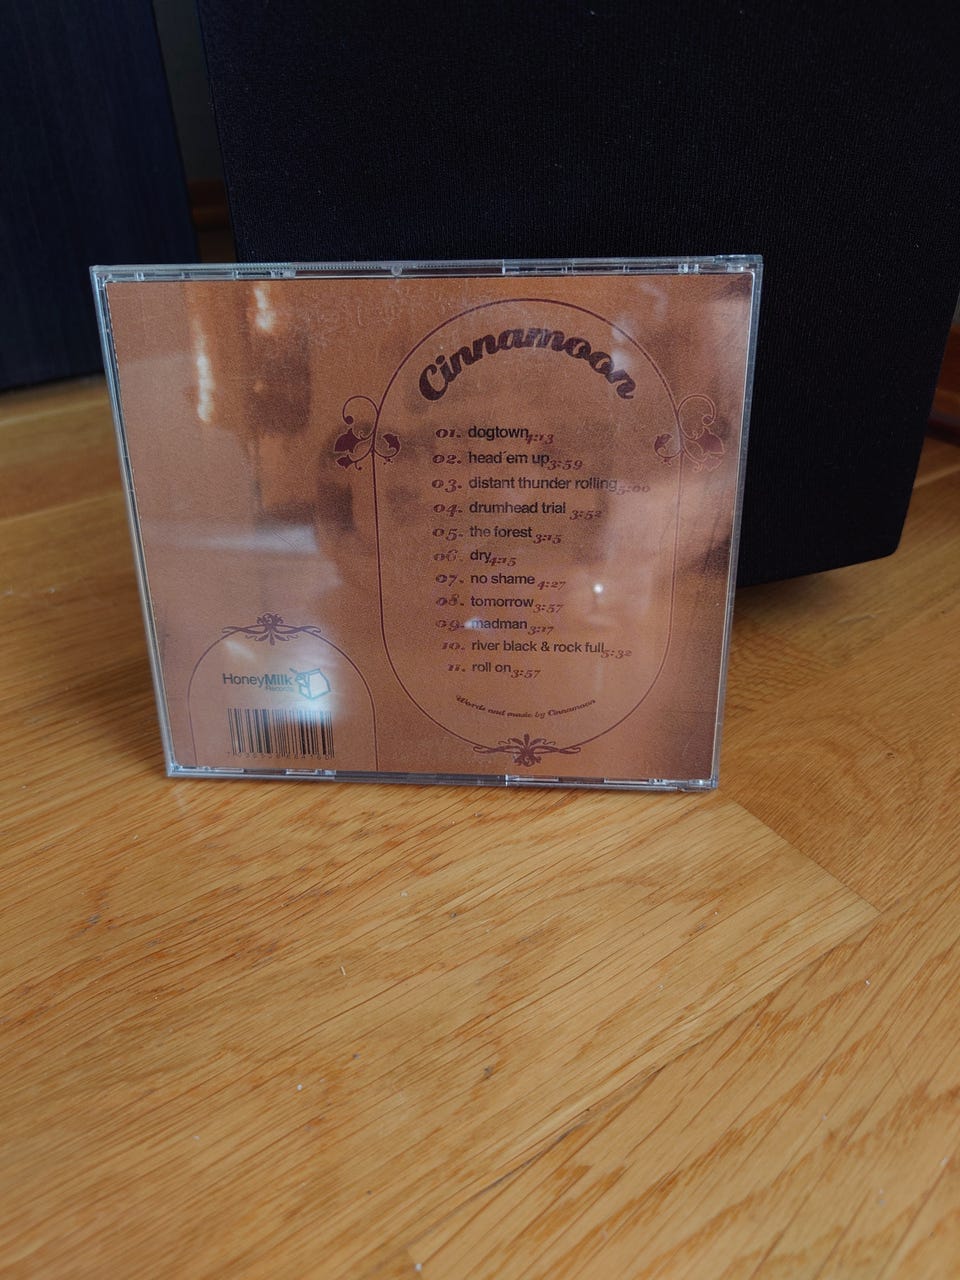 Cinnamoon
01. dogtown 4:13
02. head'em up 3:59
03. distant thunder rolling 5:00
04. drumhead trial 3:52
05. the forest 3:15
06. dry 4:15
07. no shame 4:27
08. tomorrow 3:57
09. madman 3:17
10. river black & rock full 5:32
11. roll on 3:57
Words and music by Cinnamoon
HoneyMilk
Records